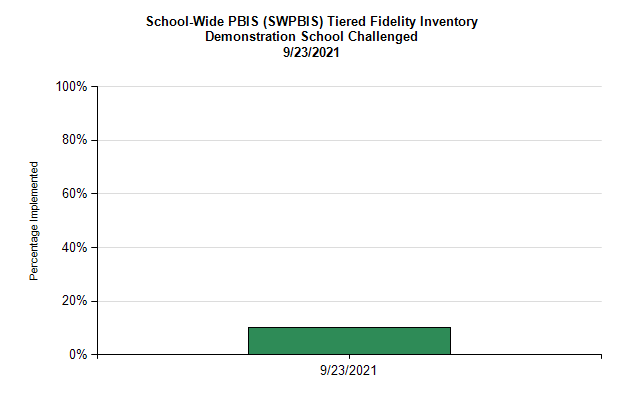 School-Wide PBIS (SWPBIS) Tiered Fidelity Inventory
Demonstration School Challenged
9/23/2021
100%
80%
60%
40%
20%
0%
Percentage Implemented
9/23/2021